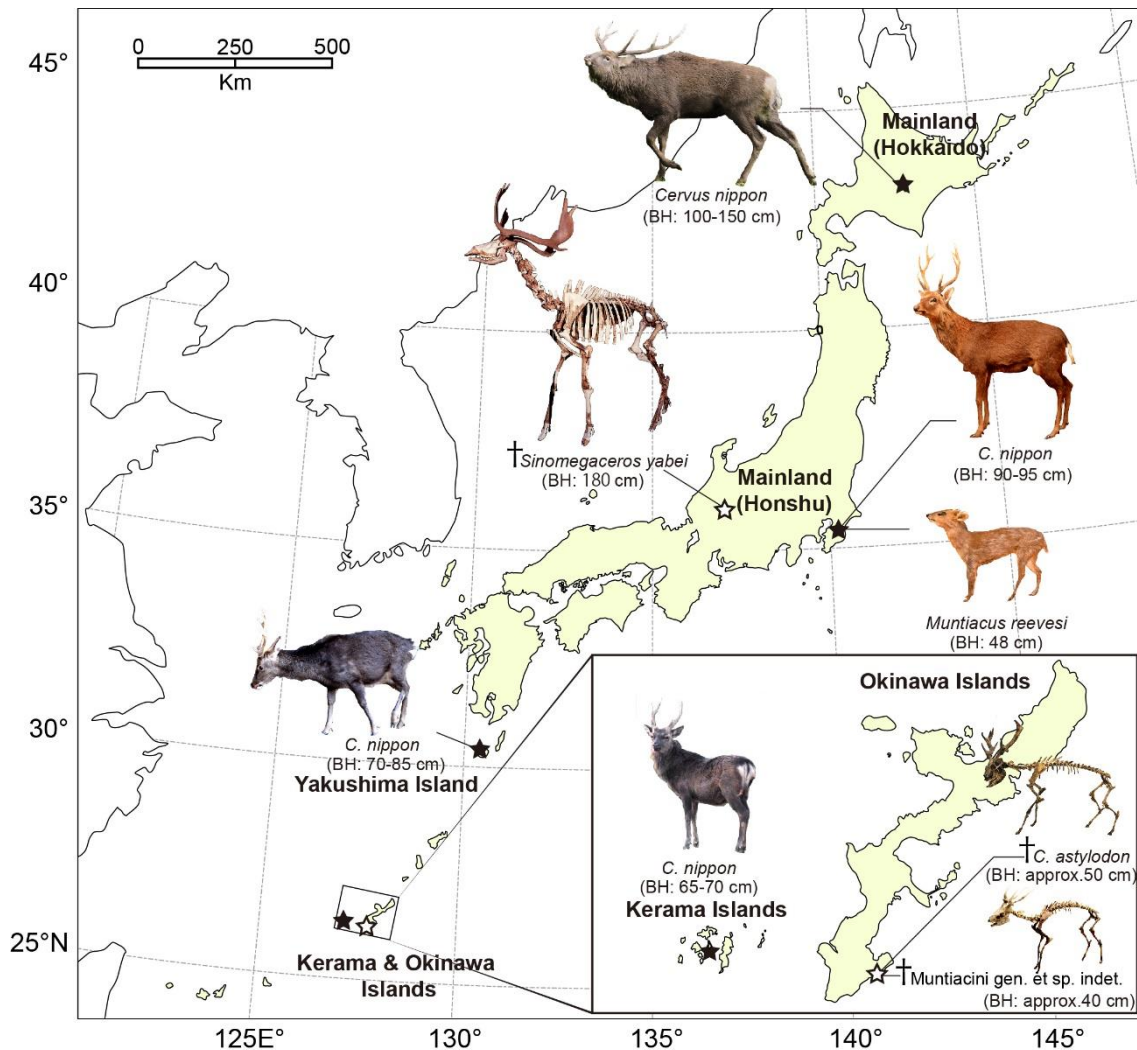 0 250 500
Km
45°
40°
35°
30°
25°N
Mainland
(Hokkaido)
Cervus nippon
(BH: 100-150 cm)
†Sinomegaceros yabei
(BH: 180 cm)
Mainland
(Honshu)
C. nippon
(BH: 90-95 cm)
Muntiacus reevesi
(BH: 48 cm)
C. nippon
(BH: 70-85 cm)
Yakushima Island
Kerama & Okinawa
Islands
Okinawa Islands
C. nippon
(BH: 65-70 cm)
Kerama Islands
†C. astylodon
(BH: approx.50 cm)
†Muntiacini gen. et sp. indet.
(BH: approx.40 cm)
125E° 130° 135° 140° 145°